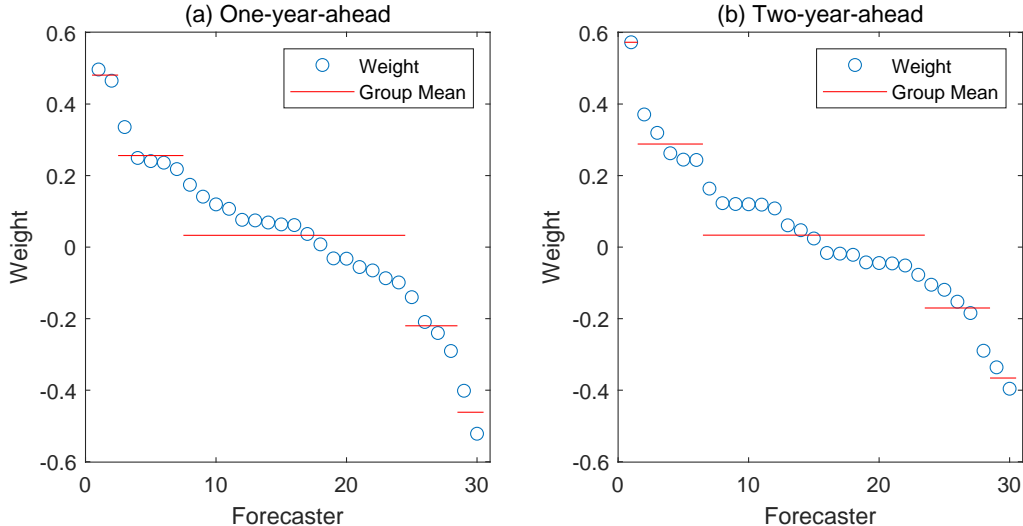 (a) One-year-ahead
0.6
0.4
0.2
0
-0.2
-0.4
-0.6
Weight
Weight
Group Mean
0
10
20
30
Forecaster
(b) Two-year-ahead
0.6
0.4
0.2
0
-0.2
-0.4
-0.6
Weight
Weight
Group Mean
0
10
20
30
Forecaster